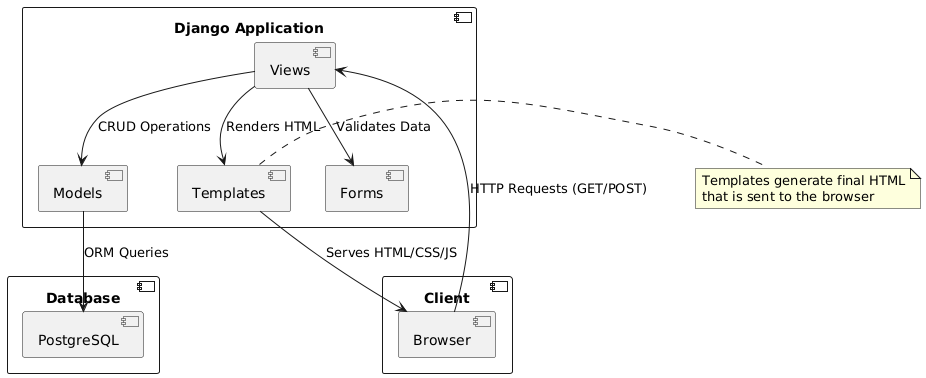 Django Application
Views
CRUD Operations
Renders HTML
Validates Data
Models
Templates
Forms
HTTP Requests (GET/POST)
Templates generate final HTML
that is sent to the browser
ORM Queries
Serves HTML/CSS/JS
Database
Client
PostgreSQL
Browser